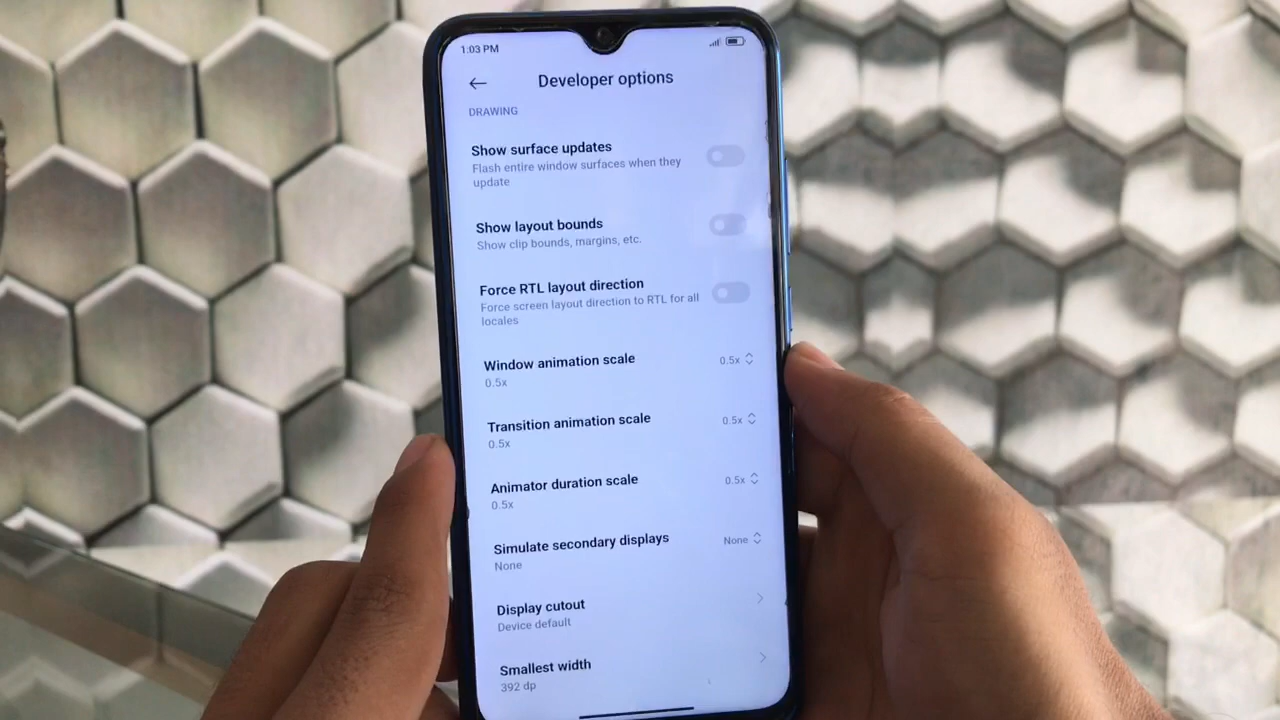 1:03 PM
Developer options
DRAWING
Show surface updates
Flash entire window surfaces when they
update
Show layout bounds
Show clip bounds, margins, etc.
Force RTL layout direction
Force screen layout direction to RTL for all
locales
Window animation scale
0.5x
0.5x
Transition animation scale
0.5x
0.5x
Animator duration scale
0.5x
0.5x
Simulate secondary displays
None
None
Display cutout
Device default
Smallest width
392 dp